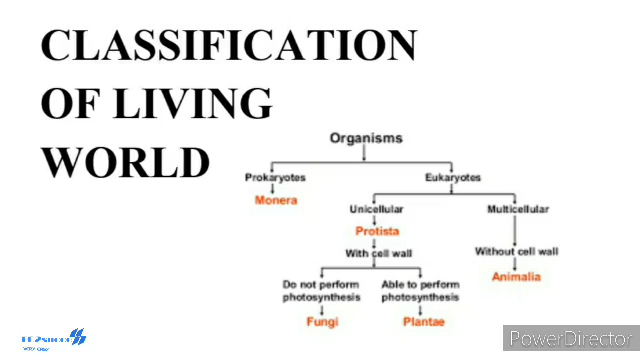 CLASSIFICATION
OF LIVING
WORLD
Organisms
Prokaryotes
Eukaryotes
Monera
Unicellular
Multicellular
Protista
With cell wall
Without cell wall
Animalia
Do not perform
photosynthesis
Able to perform
photosynthesis
Fungi
Plantae
PowerDirector